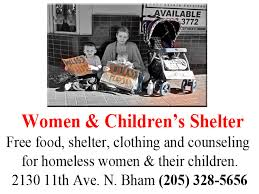 AVAILABLE
Women & Children's Shelter
Free food, shelter, clothing and counseling
for homeless women & their children.
2130 11th Ave. N. Bham (205) 328-5656